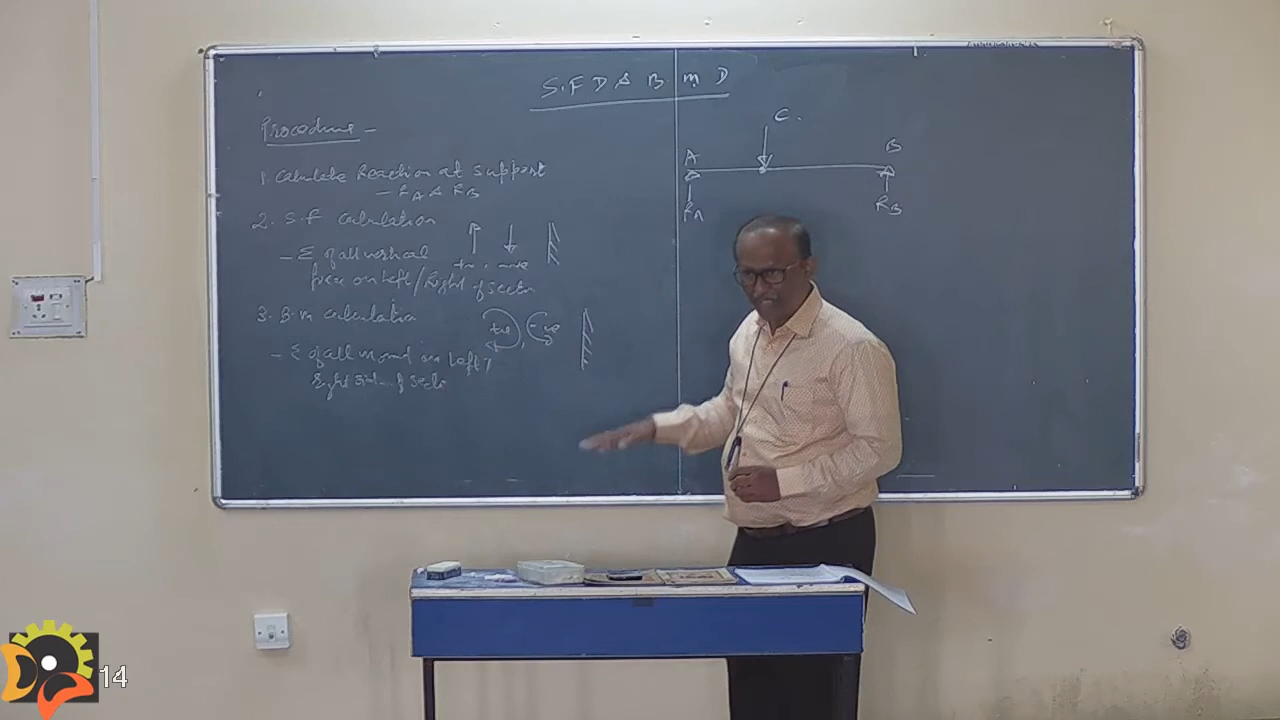 S.F D & B.M D
Procedure -
1. Calculate Reaction at support
- RA & RB
2. S.F Calculation
- Σ of all vertical
force on Left/Right of Section
+ve, -ve
3. B.M Calculation
+ve, -ve
- Σ of all moment on Left/
Right side of Section
C.
A B
RA RB
14